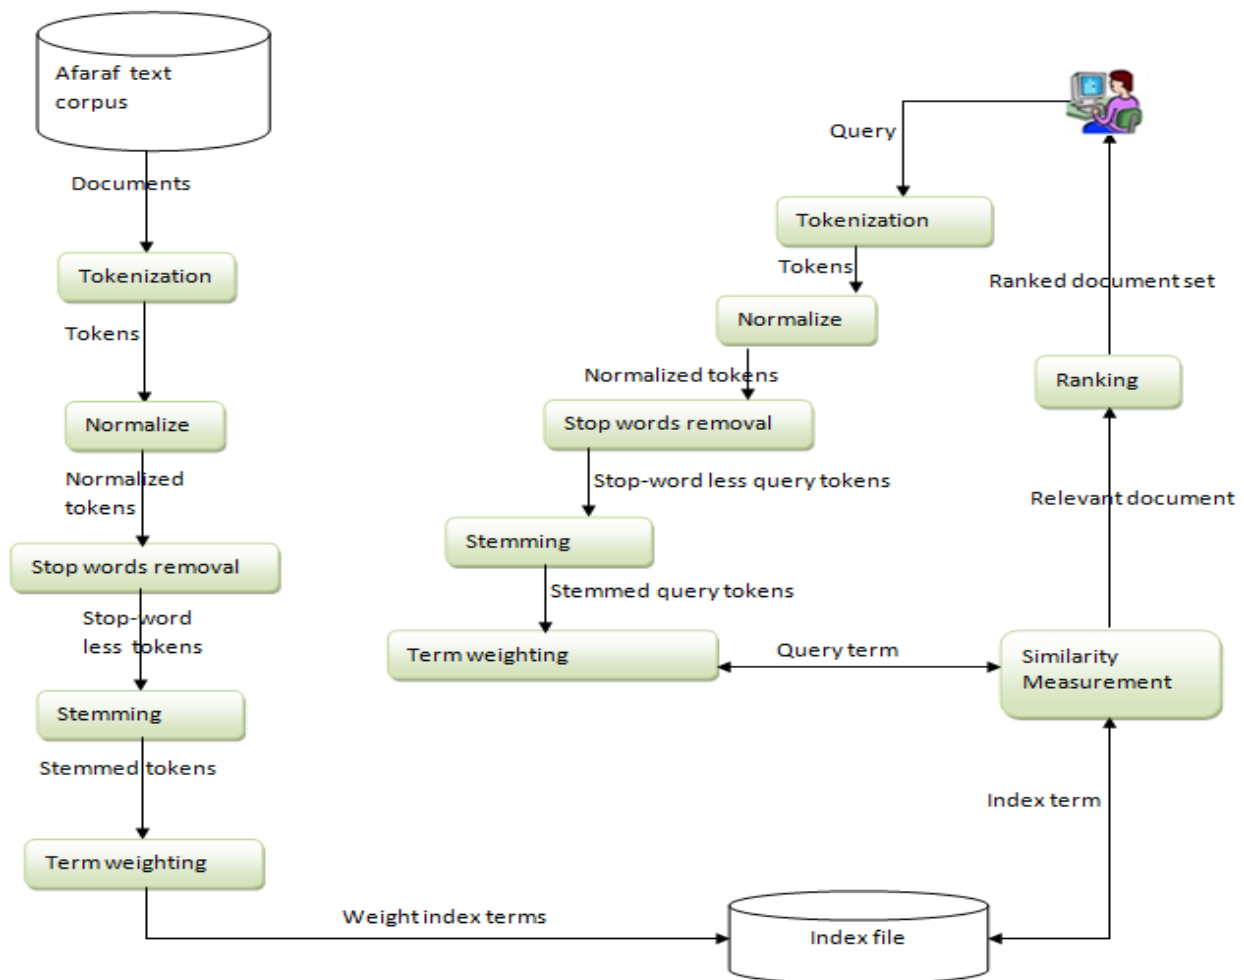 Afaraf text
corpus
Documents
Tokenization
Tokens
Normalize
Normalized
tokens
Stop words removal
Stop-word
less tokens
Stemming
Stemmed tokens
Term weighting
Weight index terms
Index file
Query
Tokenization
Tokens
Normalize
Normalized tokens
Stop words removal
Stop-word less query tokens
Stemming
Stemmed query tokens
Term weighting
Query term
Similarity
Measurement
Index term
Relevant document
Ranking
Ranked document set